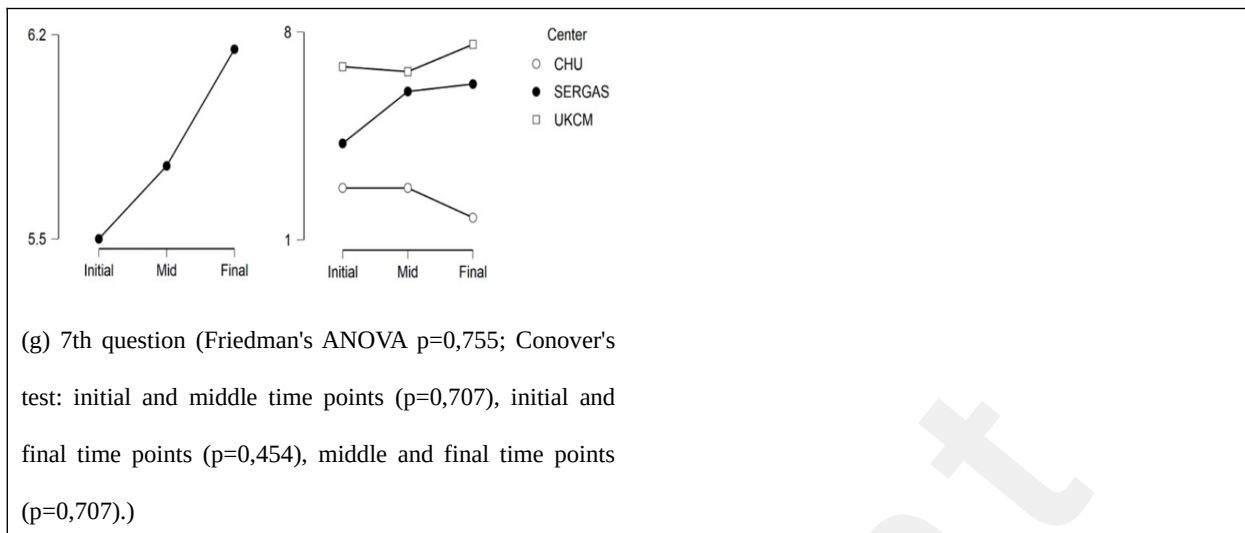 6.2
5.5
Initial Mid Final
8
1
Initial Mid Final
Center
CHU
SERGAS
UKCM
(g) 7th question (Friedman's ANOVA p=0,755; Conover's
test: initial and middle time points (p=0,707), initial and
final time points (p=0,454), middle and final time points
(p=0,707).)